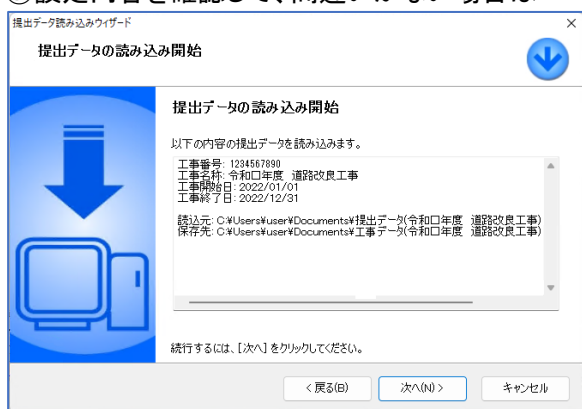 提出データ読み込みウィザード
提出データの読み込み開始
提出データの読み込み開始
以下の内容の提出データを読み込みます。
工事番号: 1234567890
工事名称: 令和口年度　道路改良工事
工事開始日: 2022/01/01
工事終了日: 2022/12/31
読込元: C:¥Users¥user¥Documents¥提出データ(令和口年度　道路改良工事)
保存先: C:¥Users¥user¥Documents¥工事データ(令和口年度　道路改良工事)
続行するには、[次へ] をクリックしてください。
< 戻る(B)
次へ(N) >
キャンセル